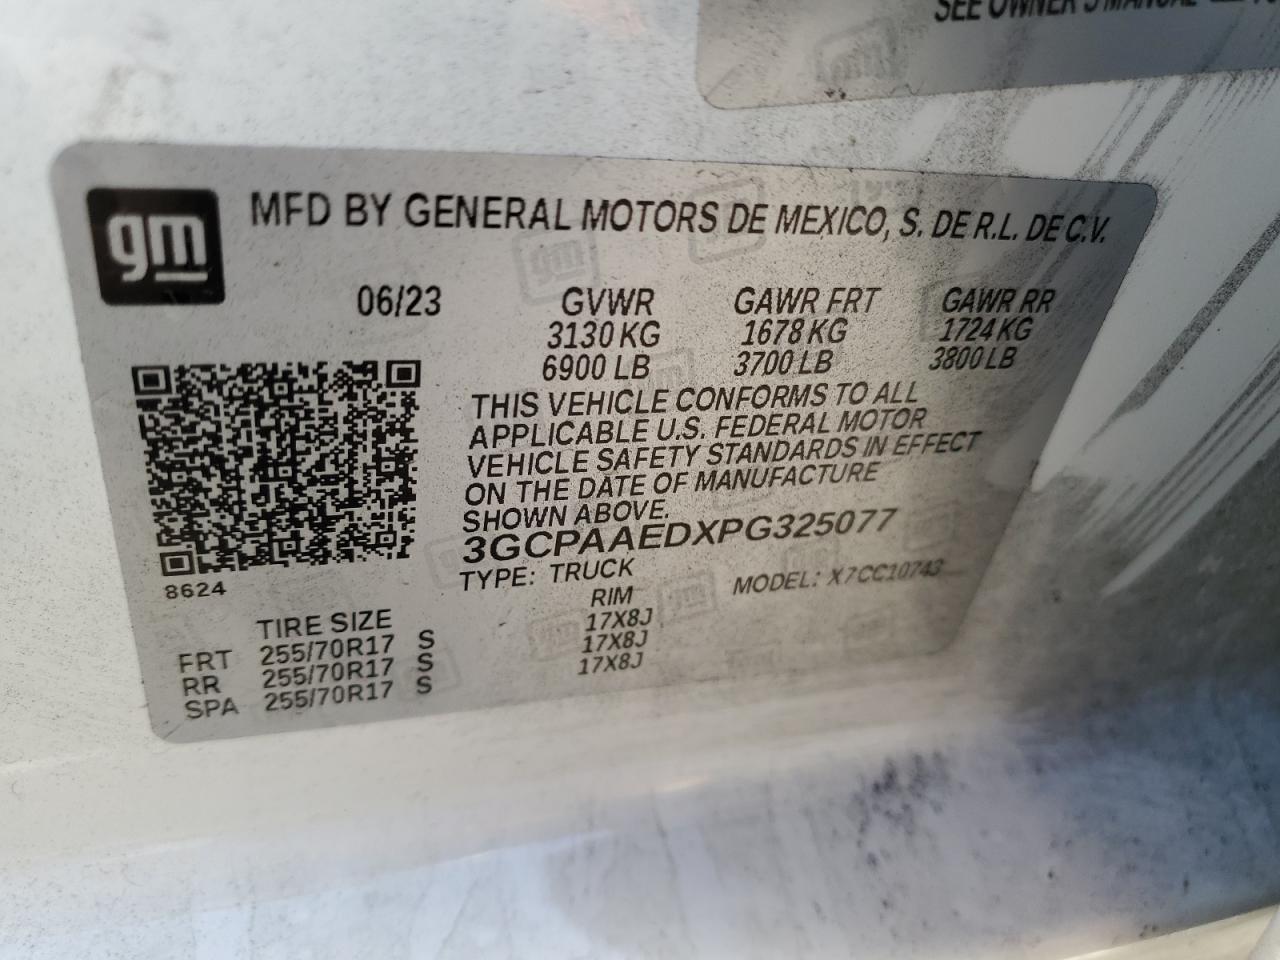 SEE OWNER'S MANUAL
gm
MFD BY GENERAL MOTORS DE MEXICO, S. DE R.L. DE C.V.
06/23 GVWR GAWR FRT GAWR RR
3130 KG 1678 KG 1724 KG
6900 LB 3700 LB 3800 LB
THIS VEHICLE CONFORMS TO ALL
APPLICABLE U.S. FEDERAL MOTOR
VEHICLE SAFETY STANDARDS IN EFFECT
ON THE DATE OF MANUFACTURE
SHOWN ABOVE.
3GCPAAEDXPG325077
TYPE: TRUCK MODEL: X7CC10743
8624
TIRE SIZE RIM
FRT 255/70R17 S 17X8J
RR 255/70R17 S 17X8J
SPA 255/70R17 S 17X8J